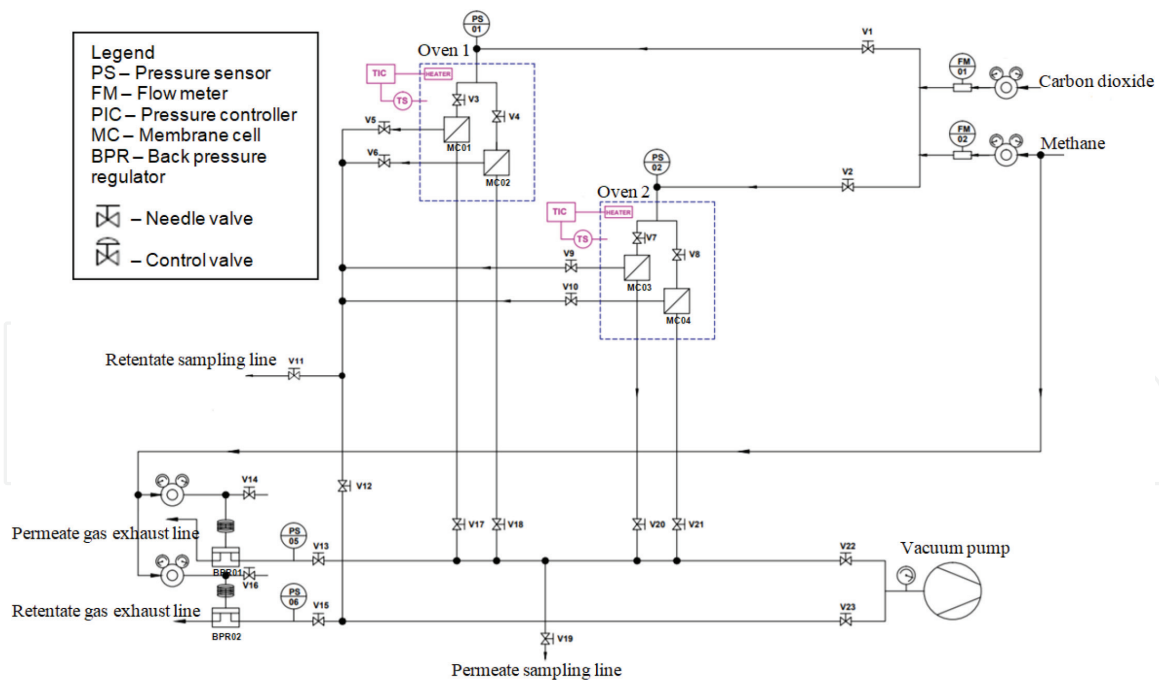 Legend
PS – Pressure sensor
FM – Flow meter
PIC – Pressure controller
MC – Membrane cell
BPR – Back pressure
regulator
– Needle valve
– Control valve
PS
01
Oven 1
TIC
HEATER
TS
V3
V4
V5
MC01
V6
MC02
V1
FM
01
Carbon dioxide
FM
02
Methane
PS
02
V2
Oven 2
TIC
HEATER
TS
V7
V8
V9
MC03
V10
MC04
Retentate sampling line
V11
V12
V14
V17
V18
V20
V21
Permeate gas exhaust line
PS
05
V13
V22
Vacuum pump
BPR01
V16
Retentate gas exhaust line
PS
06
V15
V23
BPR02
V19
Permeate sampling line